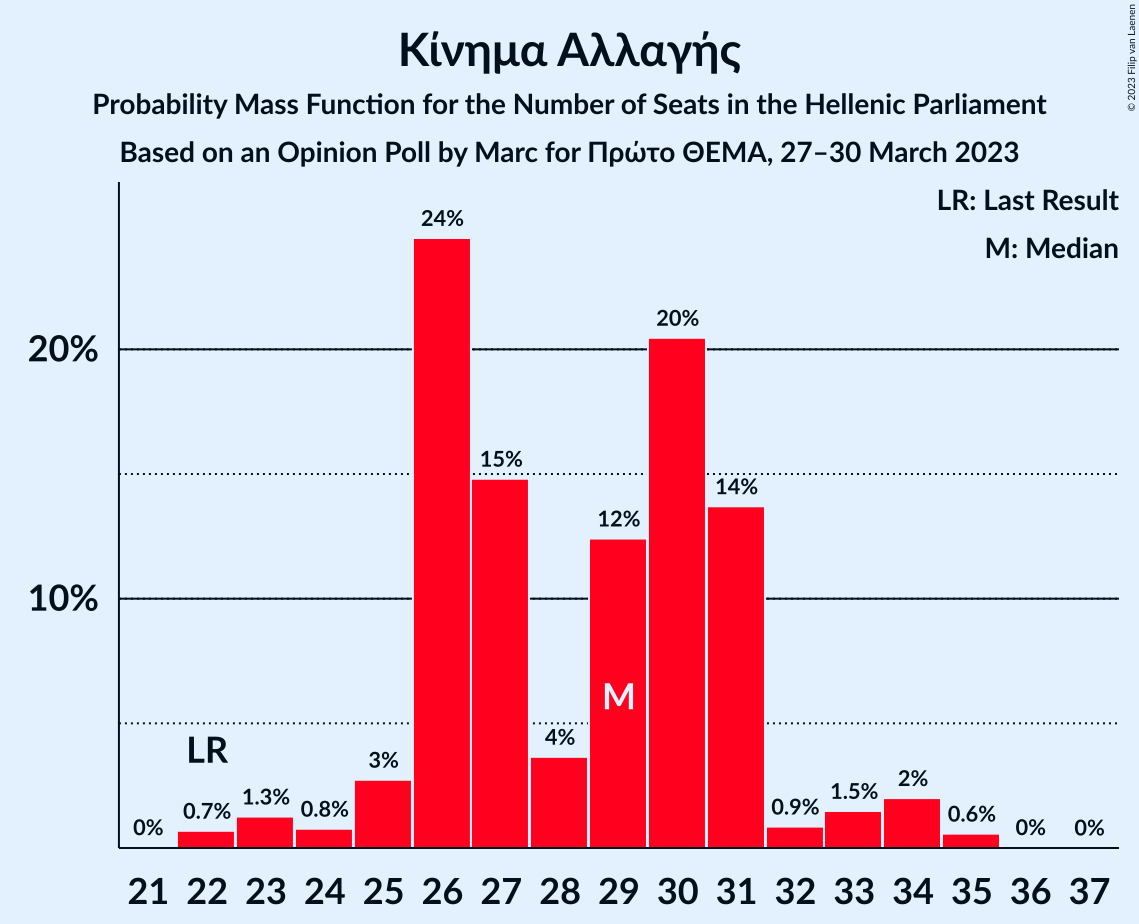 Κίνημα Αλλαγής
Probability Mass Function for the Number of Seats in the Hellenic Parliament
Based on an Opinion Poll by Marc for Πρώτο ΘΕΜΑ, 27–30 March 2023
© 2023 Filip van Laenen
LR: Last Result
M: Median
24%
20%
20%
15%
14%
12%
10%
M
LR
4%
3%
2%
0%
0.7%
1.3%
0.8%
0.9%
1.5%
0.6%
0%
0%
21 22 23 24 25 26 27 28 29 30 31 32 33 34 35 36 37